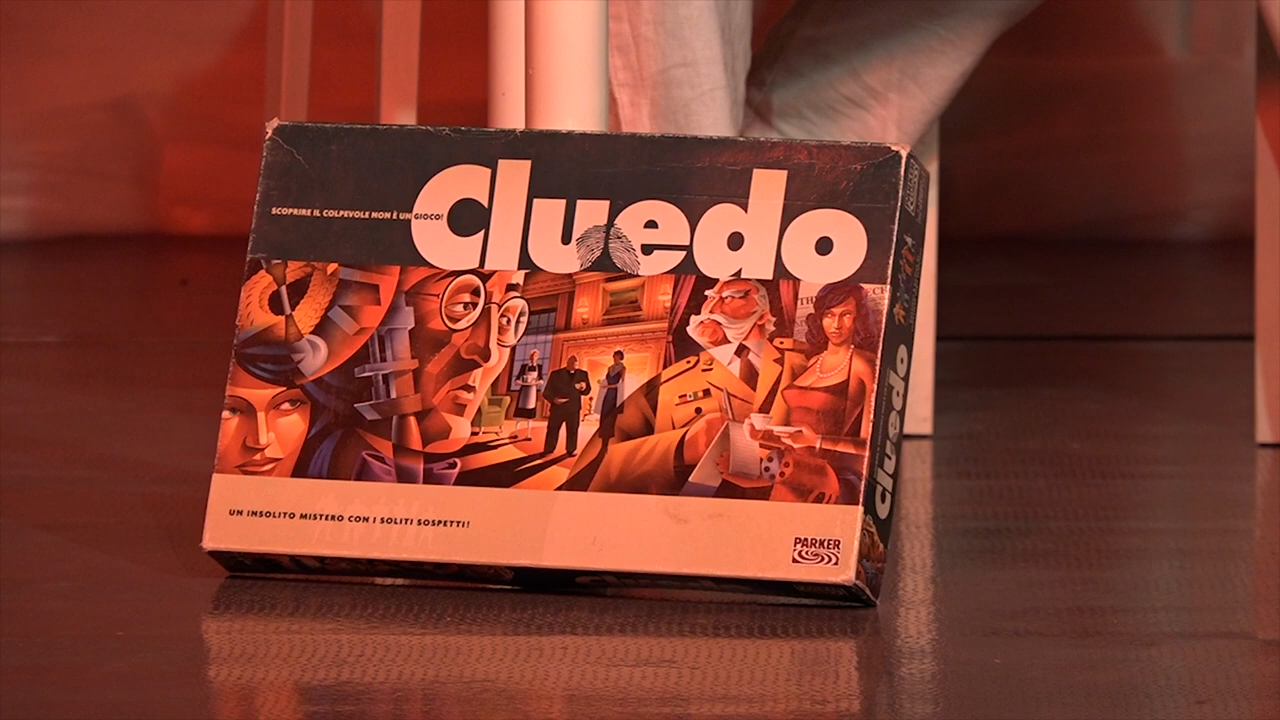 Cluedo
SCOPRIRE IL COLPEVOLE NON È UN GIOCO!
UN INSOLITO MISTERO CON I SOLITI SOSPETTI!
PARKER
Cluedo